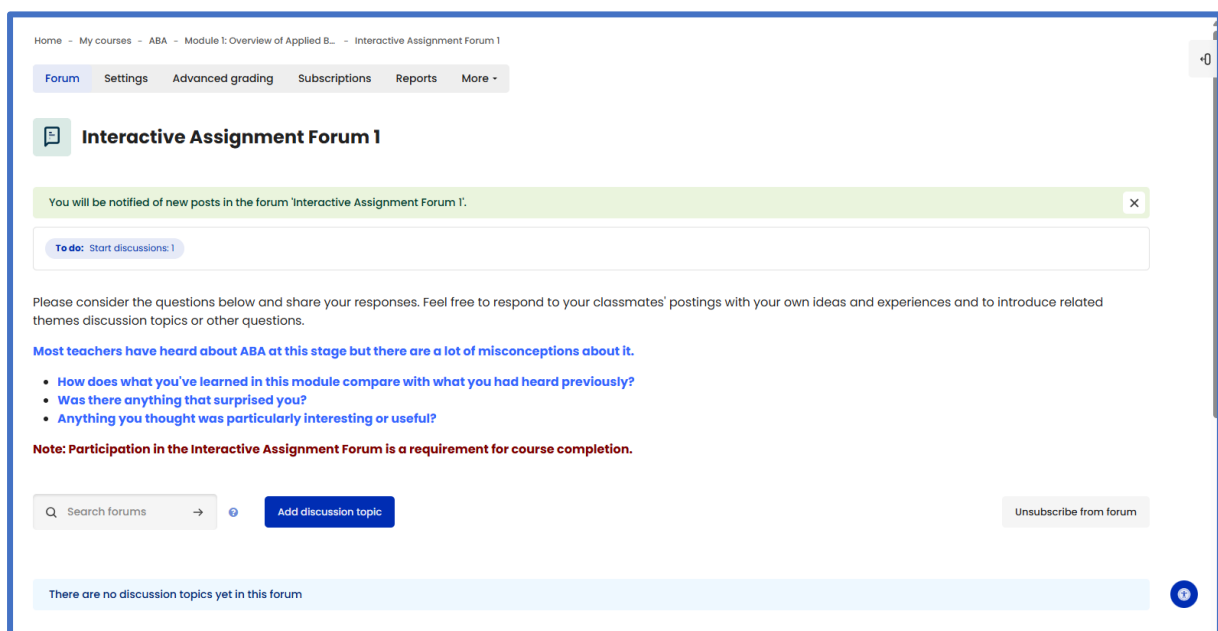 Home - My courses - ABA - Module 1: Overview of Applied B... - Interactive Assignment Forum 1
Forum Settings Advanced grading Subscriptions Reports More
Interactive Assignment Forum 1
You will be notified of new posts in the forum 'Interactive Assignment Forum 1'.
To do: Start discussions: 1
Please consider the questions below and share your responses. Feel free to respond to your classmates' postings with your own ideas and experiences and to introduce related
themes discussion topics or other questions.
Most teachers have heard about ABA at this stage but there are a lot of misconceptions about it.
• How does what you've learned in this module compare with what you had heard previously?
• Was there anything that surprised you?
• Anything you thought was particularly interesting or useful?
Note: Participation in the Interactive Assignment Forum is a requirement for course completion.
Search forums Add discussion topic Unsubscribe from forum
There are no discussion topics yet in this forum